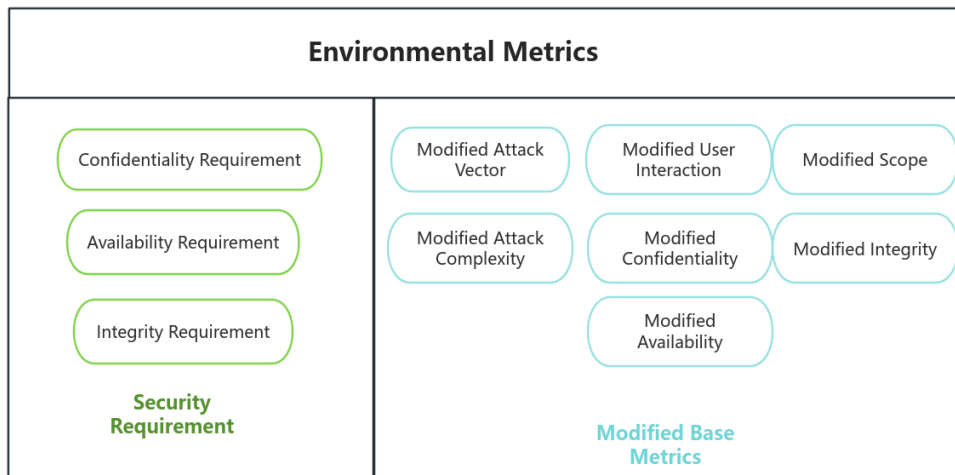 Environmental Metrics
Confidentiality Requirement
Availability Requirement
Integrity Requirement
Security
Requirement
Modified Attack
Vector
Modified User
Interaction
Modified Scope
Modified Attack
Complexity
Modified
Confidentiality
Modified Integrity
Modified
Availability
Modified Base
Metrics